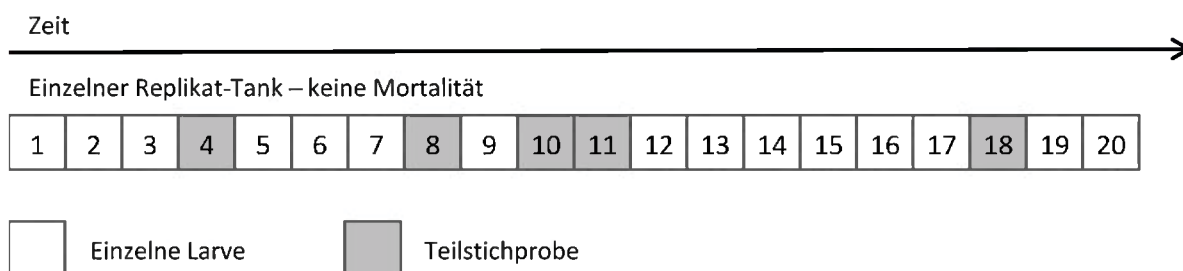 Zeit
Einzelner Replikat-Tank – keine Mortalität
1 2 3 4 5 6 7 8 9 10 11 12 13 14 15 16 17 18 19 20
Einzelne Larve Teilstichprobe